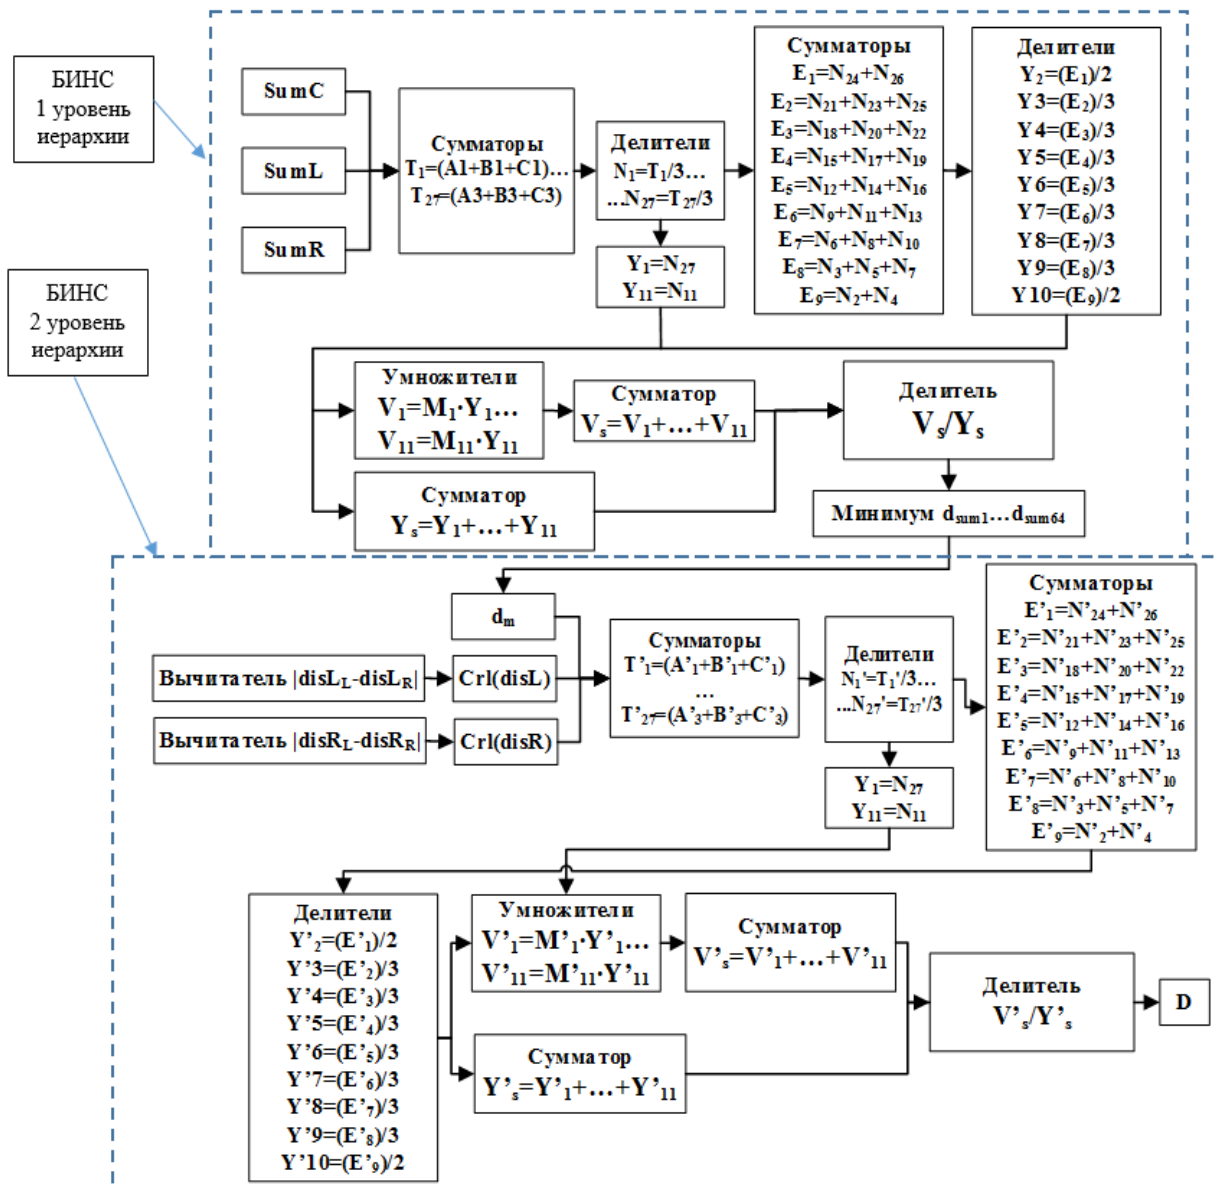 БИНС
1 уровень
иерархии
SumC
SumL
SumR
Сумматоры
T₁=(A1+B1+C1)...
T₂₇=(A3+B3+C3)
Делители
N₁=T₁/3...
...N₂₇=T₂₇/3
Y₁=N₂₇
Y₁₁=N₁₁
Сумматоры
E₁=N₂₄+N₂₆
E₂=N₂₁+N₂₃+N₂₅
E₃=N₁₈+N₂₀+N₂₂
E₄=N₁₅+N₁₇+N₁₉
E₅=N₁₂+N₁₄+N₁₆
E₆=N₉+N₁₁+N₁₃
E₇=N₆+N₈+N₁₀
E₈=N₃+N₅+N₇
E₉=N₂+N₄
Делители
Y₂=(E₁)/2
Y3=(E₂)/3
Y4=(E₃)/3
Y5=(E₄)/3
Y6=(E₅)/3
Y7=(E₆)/3
Y8=(E₇)/3
Y9=(E₈)/3
Y10=(E₉)/2
БИНС
2 уровень
иерархии
Умножители
V₁=M₁·Y₁...
V₁₁=M₁₁·Y₁₁
Сумматор
Vₛ=V₁+...+V₁₁
Сумматор
Yₛ=Y₁+...+Y₁₁
Делитель
Vₛ/Yₛ
Минимум dsum1...dsum64
dₘ
Вычитатель |disLL-disLR|
Crl(disL)
Вычитатель |disRL-disRR|
Crl(disR)
Сумматоры
T'₁=(A'₁+B'₁+C'₁)
...
T'₂₇=(A'₃+B'₃+C'₃)
Делители
N₁'=T₁'/3...
...N₂₇'=T₂₇'/3
Y₁=N₂₇
Y₁₁=N₁₁
Сумматоры
E'₁=N'₂₄+N'₂₆
E'₂=N'₂₁+N'₂₃+N'₂₅
E'₃=N'₁₈+N'₂₀+N'₂₂
E'₄=N'₁₅+N'₁₇+N'₁₉
E'₅=N'₁₂+N'₁₄+N'₁₆
E'₆=N'₉+N'₁₁+N'₁₃
E'₇=N'₆+N'₈+N'₁₀
E'₈=N'₃+N'₅+N'₇
E'₉=N'₂+N'₄
Делители
Y'₂=(E'₁)/2
Y'3=(E'₂)/3
Y'4=(E'₃)/3
Y'5=(E'₄)/3
Y'6=(E'₅)/3
Y'7=(E'₆)/3
Y'8=(E'₇)/3
Y'9=(E'₈)/3
Y'10=(E'₉)/2
Умножители
V'₁=M'₁·Y'₁...
V'₁₁=M'₁₁·Y'₁₁
Сумматор
V'ₛ=V'₁+...+V'₁₁
Сумматор
Y'ₛ=Y'₁+...+Y'₁₁
Делитель
V'ₛ/Y'ₛ
D